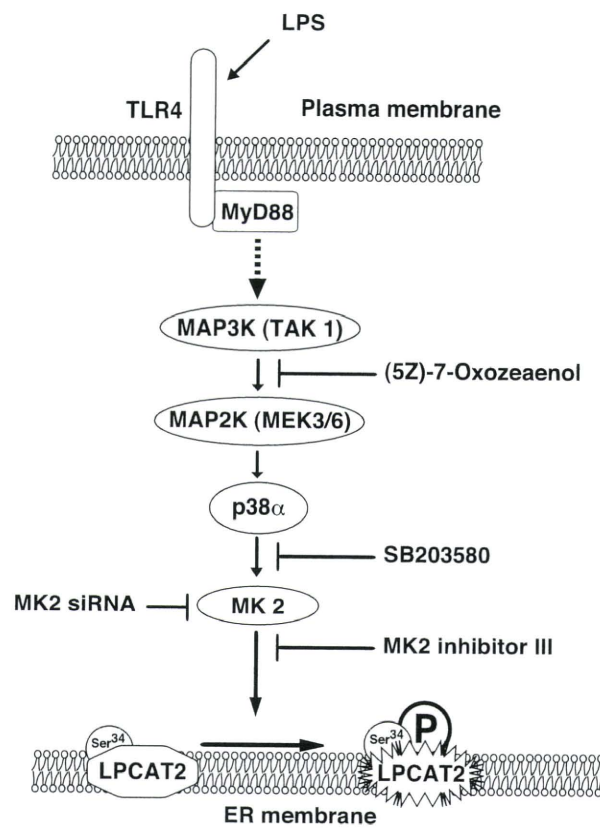 LPS
TLR4
Plasma membrane
MyD88
MAP3K (TAK 1)
(5Z)-7-Oxozeaenol
MAP2K (MEK3/6)
p38α
SB203580
MK2 siRNA
MK 2
MK2 inhibitor III
Ser34
LPCAT2
Ser34
P
LPCAT2
ER membrane